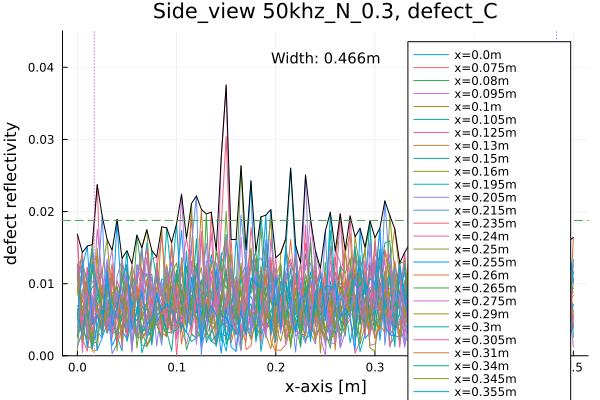 Side_view 50khz_N_0.3, defect_C
Width: 0.466m
defect reflectivity
0.04
0.03
0.02
0.01
0.00
0.0
0.1
0.2
0.3
.5
x-axis [m]
x=0.0m
x=0.075m
x=0.08m
x=0.095m
x=0.1m
x=0.105m
x=0.125m
x=0.13m
x=0.15m
x=0.16m
x=0.195m
x=0.205m
x=0.215m
x=0.235m
x=0.24m
x=0.25m
x=0.255m
x=0.26m
x=0.265m
x=0.275m
x=0.29m
x=0.3m
x=0.305m
x=0.31m
x=0.34m
x=0.345m
x=0.355m